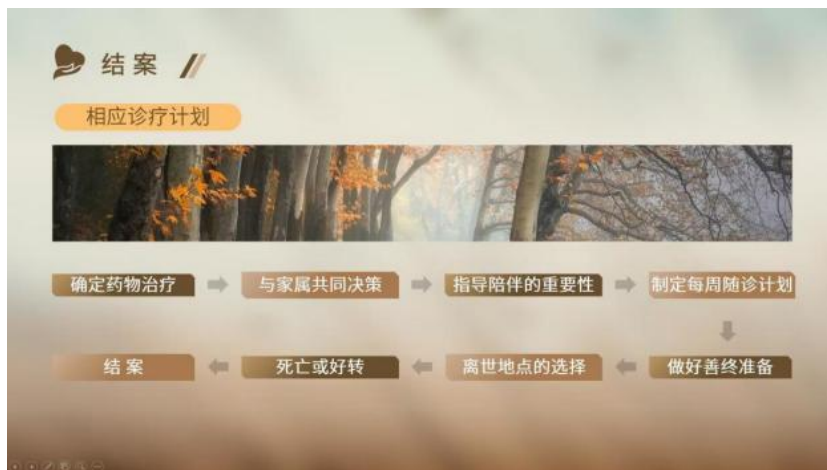 结案
相应诊疗计划
确定药物治疗
与家属共同决策
指导陪伴的重要性
制定每周随诊计划
做好善终准备
离世地点的选择
死亡或好转
结案